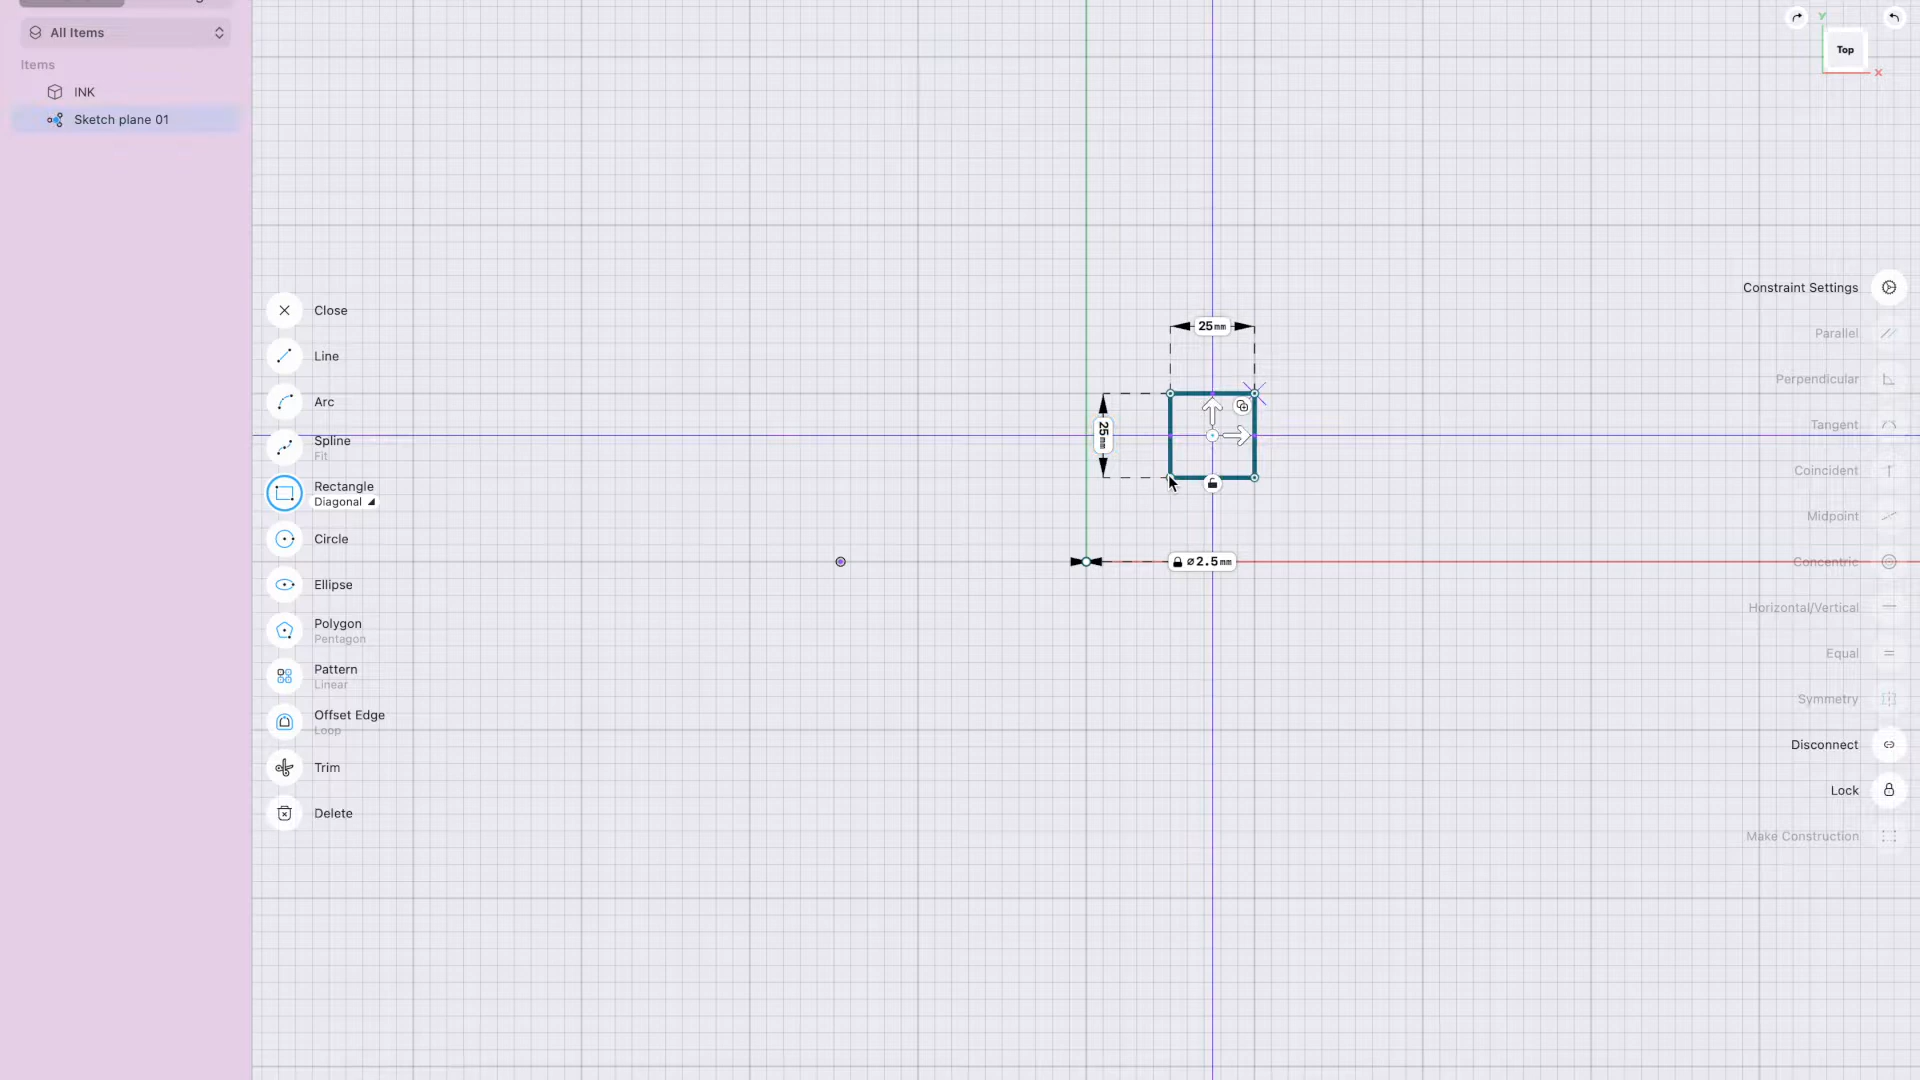 All Items
Items
INK
Sketch plane 01
Y
Top
X
Close
Line
Arc
Spline
Fit
Rectangle
Diagonal
Circle
Ellipse
Polygon
Pentagon
Pattern
Linear
Offset Edge
Loop
Trim
Delete
25mm
25mm
⌀2.5mm
Constraint Settings
Parallel
Perpendicular
Tangent
Coincident
Midpoint
Concentric
Horizontal/Vertical
Equal
Symmetry
Disconnect
Lock
Make Construction